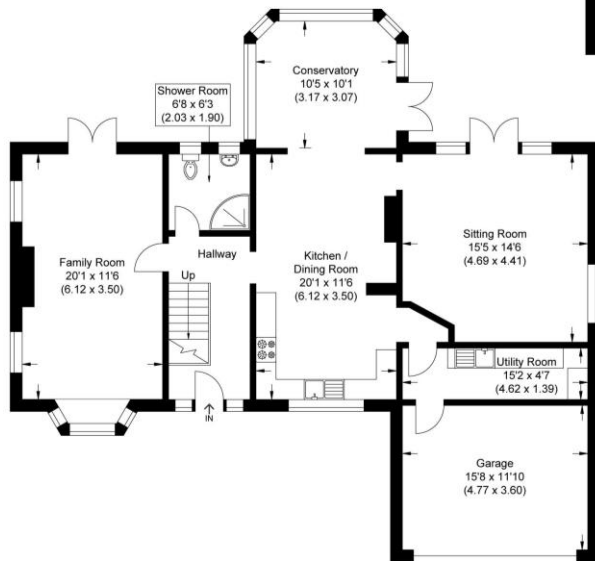 Conservatory
10'5 x 10'1
(3.17 x 3.07)
Shower Room
6'8 x 6'3
(2.03 x 1.90)
Family Room
20'1 x 11'6
(6.12 x 3.50)
Hallway
Up
Kitchen /
Dining Room
20'1 x 11'6
(6.12 x 3.50)
Sitting Room
15'5 x 14'6
(4.69 x 4.41)
Utility Room
15'2 x 4'7
(4.62 x 1.39)
IN
Garage
15'8 x 11'10
(4.77 x 3.60)